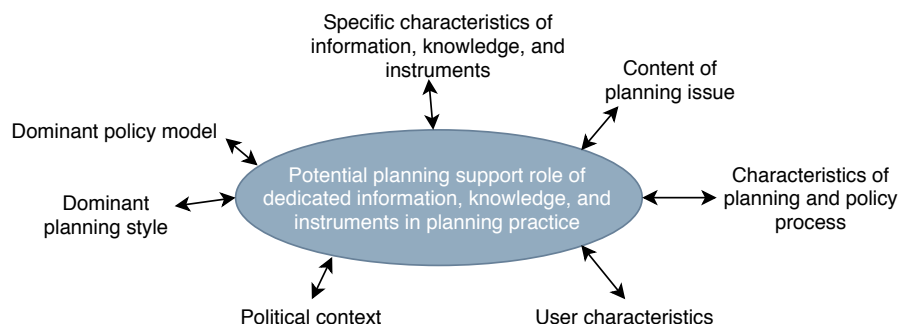 Specific characteristics of
information, knowledge, and
instruments
Content of
planning issue
Dominant policy model
Potential planning support role of
dedicated information, knowledge, and
instruments in planning practice
Characteristics of
planning and policy
process
Dominant
planning style
Political context
User characteristics